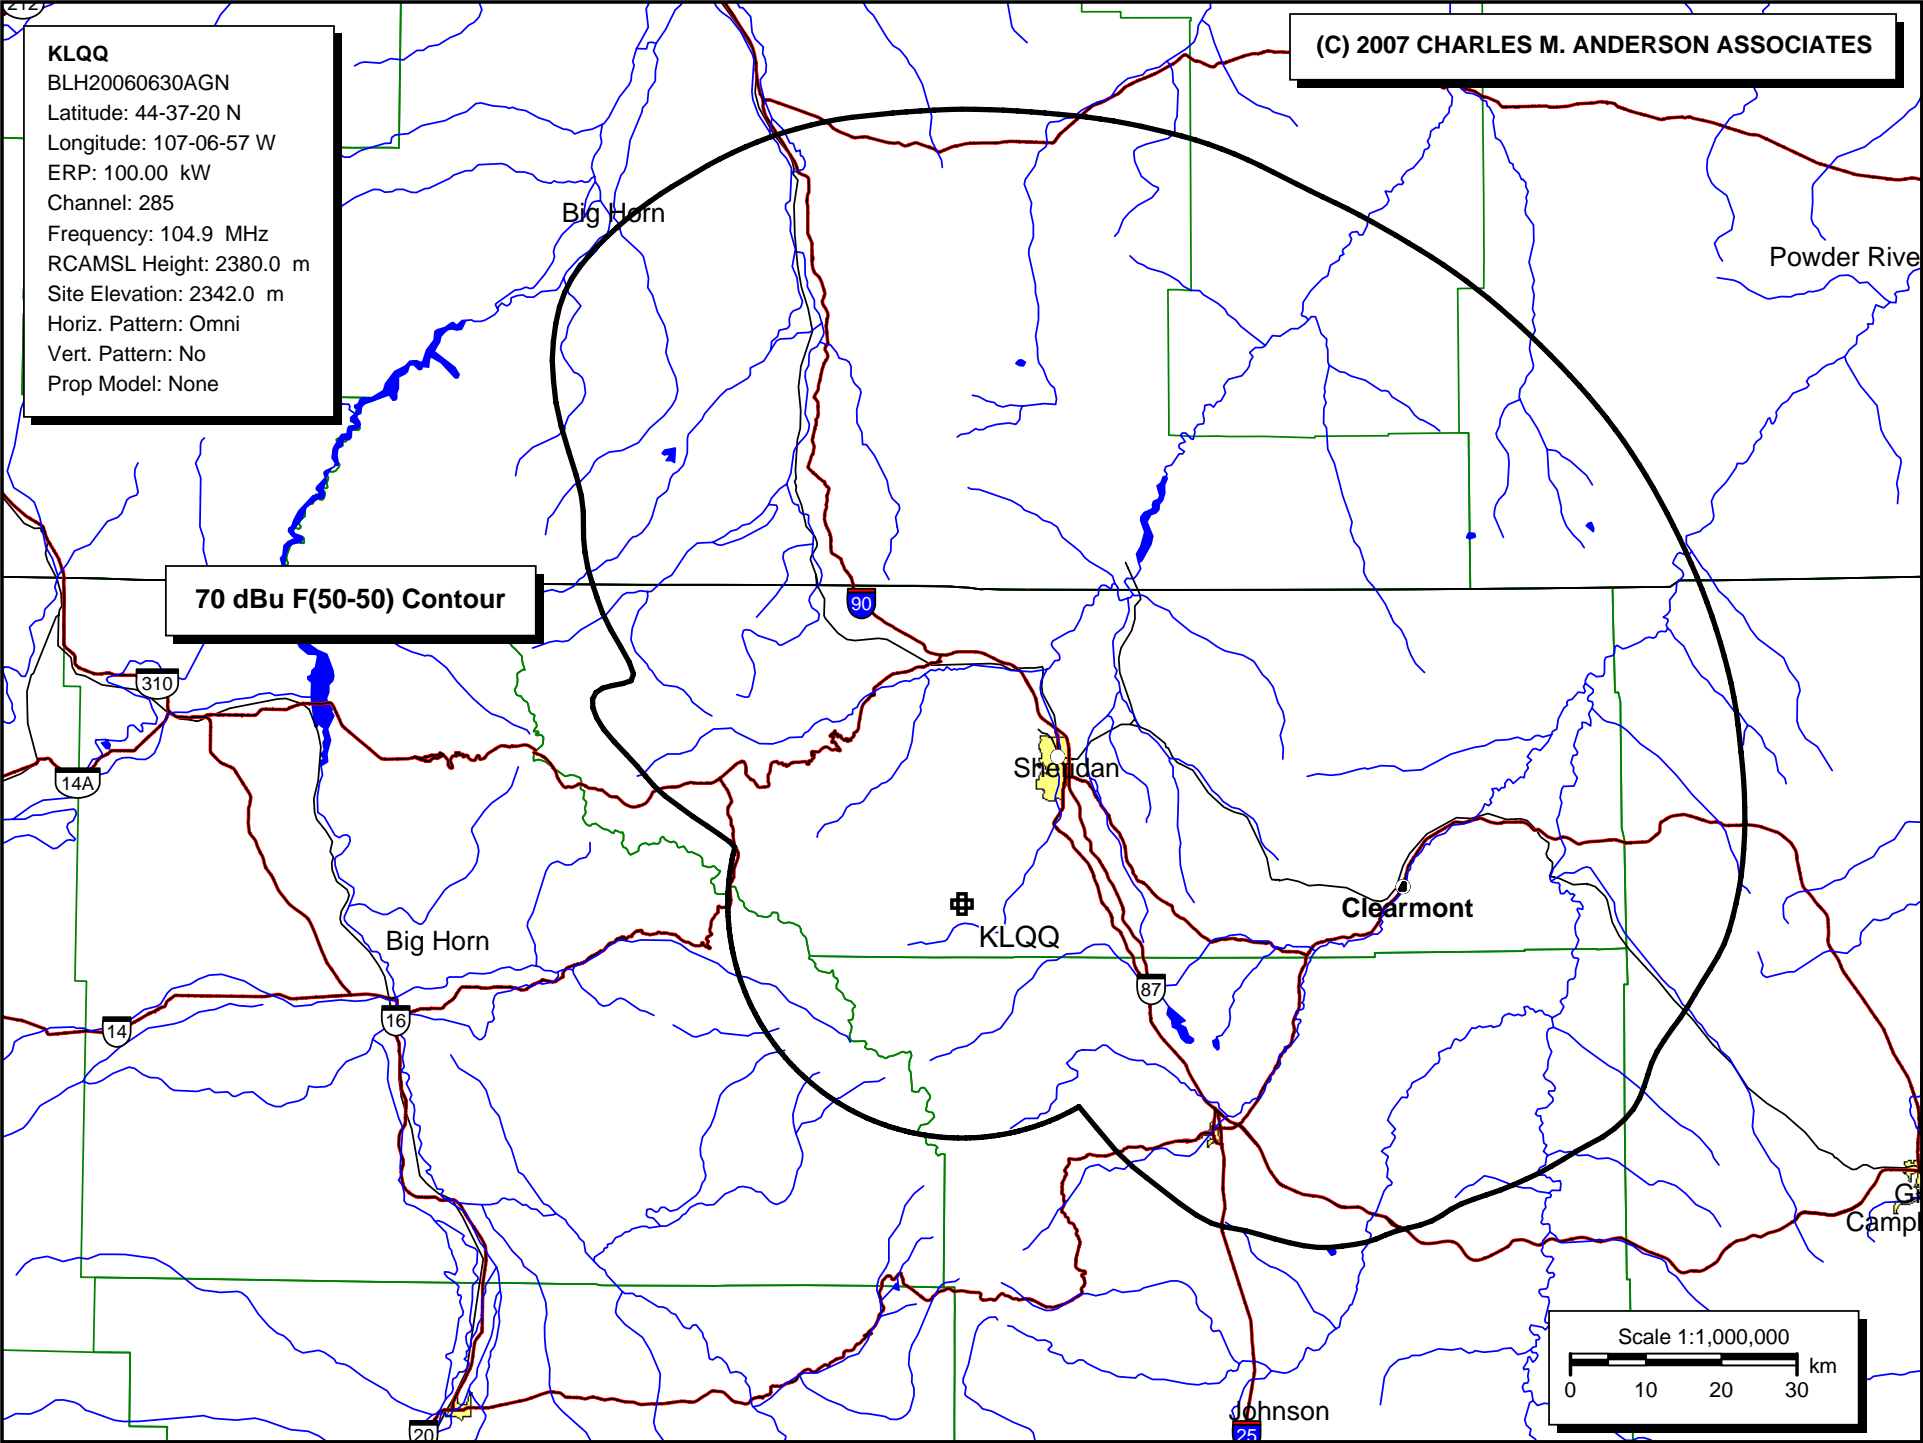 212
KLQQ
BLH20060630AGN
Latitude: 44-37-20 N
Longitude: 107-06-57 W
ERP: 100.00 kW
Channel: 285
Frequency: 104.9 MHz
RCAMSL Height: 2380.0 m
Site Elevation: 2342.0 m
Horiz. Pattern: Omni
Vert. Pattern: No
Prop Model: None
(C) 2007 CHARLES M. ANDERSON ASSOCIATES
Big Horn
Powder Rive
70 dBu F(50-50) Contour
90
310
14A
Sheridan
Clearmont
KLQQ
Big Horn
87
16
14
G
Campb
Scale 1:1,000,000
km
0 10 20 30
Johnson
20
25